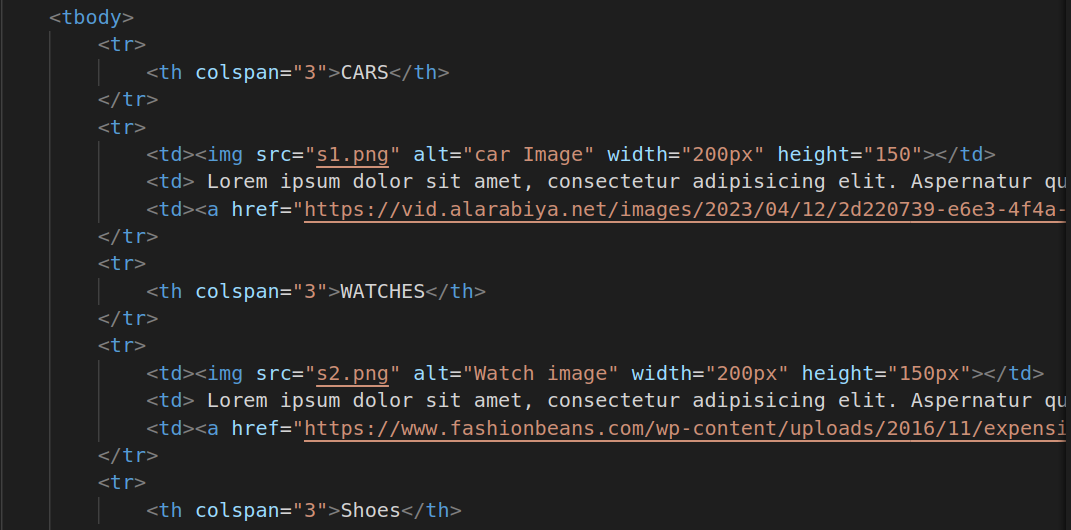 <tbody>
<tr>
<th colspan="3">CARS</th>
</tr>
<tr>
<td><img src="s1.png" alt="car Image" width="200px" height="150"></td>
<td> Lorem ipsum dolor sit amet, consectetur adipisicing elit. Aspernatur qu
<td><a href="https://vid.alarabiya.net/images/2023/04/12/2d220739-e6e3-4f4a-
</tr>
<tr>
<th colspan="3">WATCHES</th>
</tr>
<tr>
<td><img src="s2.png" alt="Watch image" width="200px" height="150px"></td>
<td> Lorem ipsum dolor sit amet, consectetur adipisicing elit. Aspernatur qu
<td><a href="https://www.fashionbeans.com/wp-content/uploads/2016/11/expensi
</tr>
<tr>
<th colspan="3">Shoes</th>